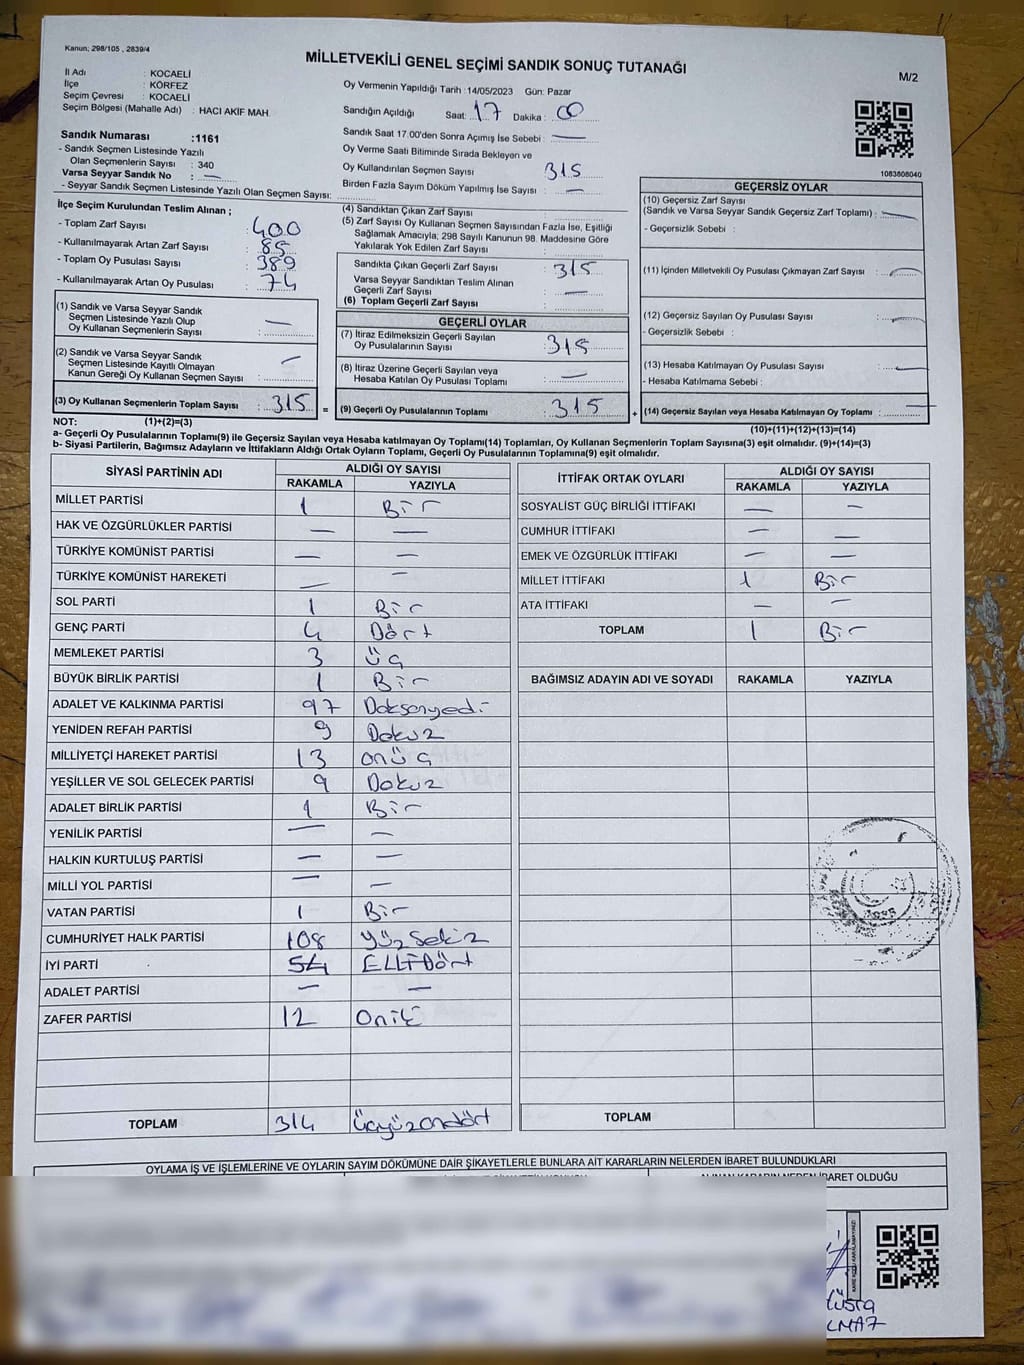 Kanun; 298/105 , 2839/4
MİLLETVEKİLİ GENEL SEÇİMİ SANDIK SONUÇ TUTANAĞI
M/2
İl Adı : KOCAELİ
İlçe : KÖRFEZ
Seçim Çevresi : KOCAELİ
Seçim Bölgesi (Mahalle Adı) : HACI AKİF MAH
Sandık Numarası :1161
- Sandık Seçmen Listesinde Yazılı
Olan Seçmenlerin Sayısı : 340
Varsa Seyyar Sandık No : —
- Seyyar Sandık Seçmen Listesinde Yazılı Olan Seçmen Sayısı:
Oy Vermenin Yapıldığı Tarih :14/05/2023 Gün: Pazar
Sandığın Açıldığı Saat: 17 Dakika : 00
Sandık Saat 17.00'den Sonra Açmış İse Sebebi : —
Oy Verme Saati Bitiminde Sırada Bekleyen ve
Oy Kullandırılan Seçmen Sayısı 315
Birden Fazla Sayım Döküm Yapılmış İse Sayısı : —
1083608040
İlçe Seçim Kurulundan Teslim Alınan ;
- Toplam Zarf Sayısı : 400
- Kullanılmayarak Artan Zarf Sayısı : 85
- Toplam Oy Pusulası Sayısı : 389
- Kullanılmayarak Artan Oy Pusulası : 74
(1) Sandık ve Varsa Seyyar Sandık
Seçmen Listesinde Yazılı Olup
Oy Kullanan Seçmenlerin Sayısı : —
(2) Sandık ve Varsa Seyyar Sandık
Seçmen Listesinde Kayıtlı Olmayan
Kanun Gereği Oy Kullanan Seçmen Sayısı : —
(3) Oy Kullanan Seçmenlerin Toplam Sayısı : 315 =
(4) Sandıktan Çıkan Zarf Sayısı :
(5) Zarf Sayısı Oy Kullanan Seçmen Sayısından Fazla İse, Eşitliği
Sağlamak Amacıyla; 298 Sayılı Kanunun 98. Maddesine Göre
Yakılarak Yok Edilen Zarf Sayısı :
Sandıkta Çıkan Geçerli Zarf Sayısı : 315
Varsa Seyyar Sandıktan Teslim Alınan
Geçerli Zarf Sayısı : —
(6) Toplam Geçerli Zarf Sayısı :
GEÇERLİ OYLAR
(7) İtiraz Edilmeksizin Geçerli Sayılan
Oy Pusulalarının Sayısı : 315
(8) İtiraz Üzerine Geçerli Sayılan veya
Hesaba Katılan Oy Pusulası Toplamı : —
(9) Geçerli Oy Pusulalarının Toplamı : 315 +
GEÇERSİZ OYLAR
(10) Geçersiz Zarf Sayısı
(Sandık ve Varsa Seyyar Sandık Geçersiz Zarf Toplamı) : —
- Geçersizlik Sebebi :
(11) İçinden Milletvekili Oy Pusulası Çıkmayan Zarf Sayısı : —
(12) Geçersiz Sayılan Oy Pusulası Sayısı : —
- Geçersizlik Sebebi :
(13) Hesaba Katılmayan Oy Pusulası Sayısı : —
- Hesaba Katılmama Sebebi :
(14) Geçersiz Sayılan veya Hesaba Katılmayan Oy Toplamı : —
NOT: (1)+(2)=(3)
(10)+(11)+(12)+(13)=(14)
a- Geçerli Oy Pusulalarının Toplamı(9) ile Geçersiz Sayılan veya Hesaba katılmayan Oy Toplamı(14) Toplamları, Oy Kullanan Seçmenlerin Toplam Sayısına(3) eşit olmalıdır. (9)+(14)=(3)
b- Siyasi Partilerin, Bağımsız Adayların ve İttifakların Aldığı Ortak Oyların Toplamı, Geçerli Oy Pusulalarının Toplamına(9) eşit olmalıdır.
SİYASİ PARTİNİN ADI ALDIĞI OY SAYISI
RAKAMLA YAZIYLA
MİLLET PARTİSİ 1 Bir
HAK VE ÖZGÜRLÜKLER PARTİSİ — —
TÜRKİYE KOMÜNİST PARTİSİ — —
TÜRKİYE KOMÜNİST HAREKETİ — —
SOL PARTİ 1 Bir
GENÇ PARTİ 4 Dört
MEMLEKET PARTİSİ 3 üç
BÜYÜK BİRLİK PARTİSİ 1 Bir
ADALET VE KALKINMA PARTİSİ 97 Doksanyedi
YENİDEN REFAH PARTİSİ 9 Dokuz
MİLLİYETÇİ HAREKET PARTİSİ 13 onüç
YEŞİLLER VE SOL GELECEK PARTİSİ 9 Dokuz
ADALET BİRLİK PARTİSİ 1 Bir
YENİLİK PARTİSİ — —
HALKIN KURTULUŞ PARTİSİ — —
MİLLİ YOL PARTİSİ — —
VATAN PARTİSİ 1 Bir
CUMHURİYET HALK PARTİSİ 108 yüz Sekiz
İYİ PARTİ 54 ELLİDört
ADALET PARTİSİ — —
ZAFER PARTİSİ 12 Oniki
TOPLAM 314 üçyüzondört
İTTİFAK ORTAK OYLARI ALDIĞI OY SAYISI
RAKAMLA YAZIYLA
SOSYALİST GÜÇ BİRLİĞİ İTTİFAKI — —
CUMHUR İTTİFAKI — —
EMEK VE ÖZGÜRLÜK İTTİFAKI — —
MİLLET İTTİFAKI 1 Bir
ATA İTTİFAKI — —
TOPLAM 1 Bir
BAĞIMSIZ ADAYIN ADI VE SOYADI RAKAMLA YAZIYLA
TOPLAM
OYLAMA İŞ VE İŞLEMLERİNE VE OYLARIN SAYIM DÖKÜMÜNE DAİR ŞİKAYETLERLE BUNLARA AİT KARARLARIN NELERDEN İBARET BULUNDUKLARI
İBARET OLDUĞU